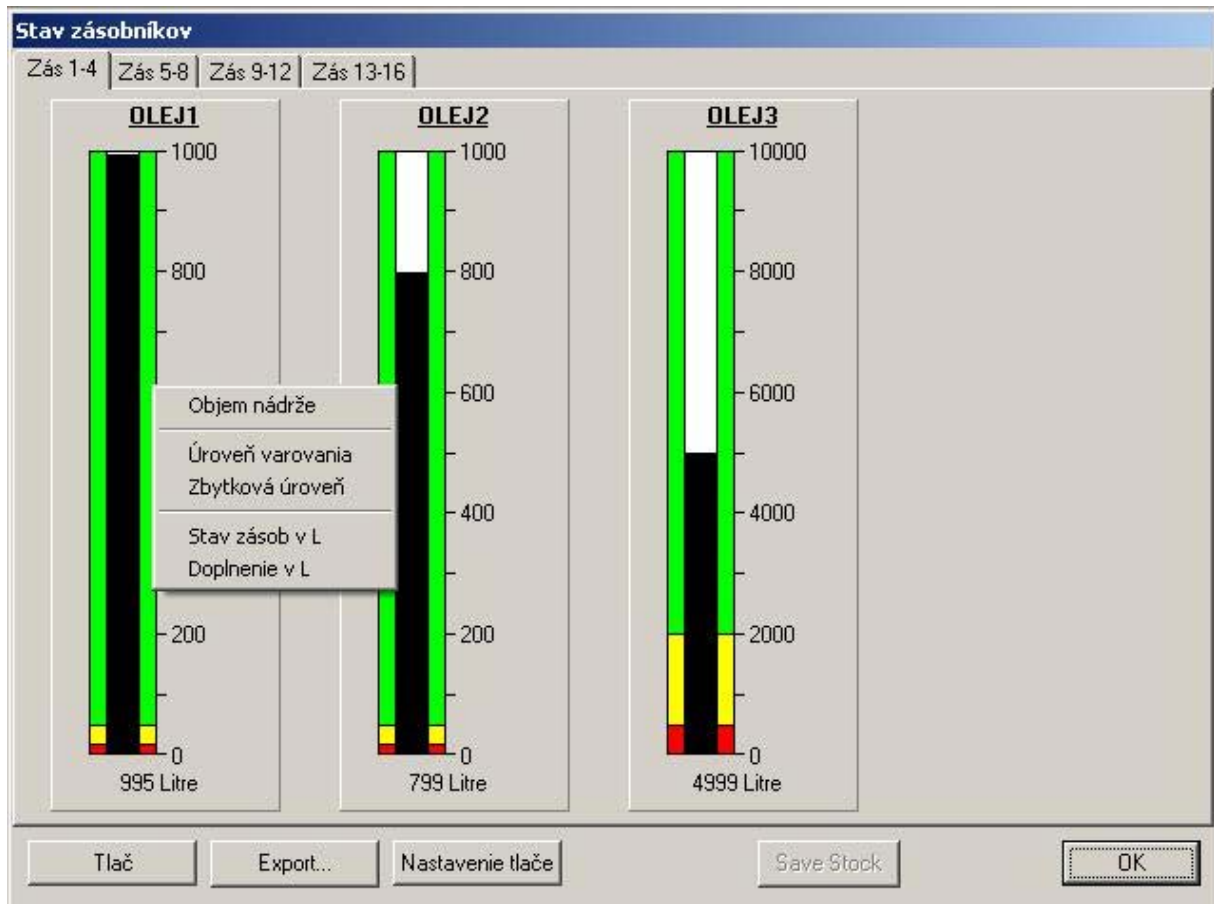 Stav zásobníkov
Zás 1-4 Zás 5-8 Zás 9-12 Zás 13-16
OLEJ1
1000
800
200
0
995 Litre
Objem nádrže
Úroveň varovania
Zbytková úroveň
Stav zásob v L
Doplnenie v L
OLEJ2
1000
800
600
400
200
0
799 Litre
OLEJ3
10000
8000
6000
4000
2000
0
4999 Litre
Tlač Export... Nastavenie tlače Save Stock OK